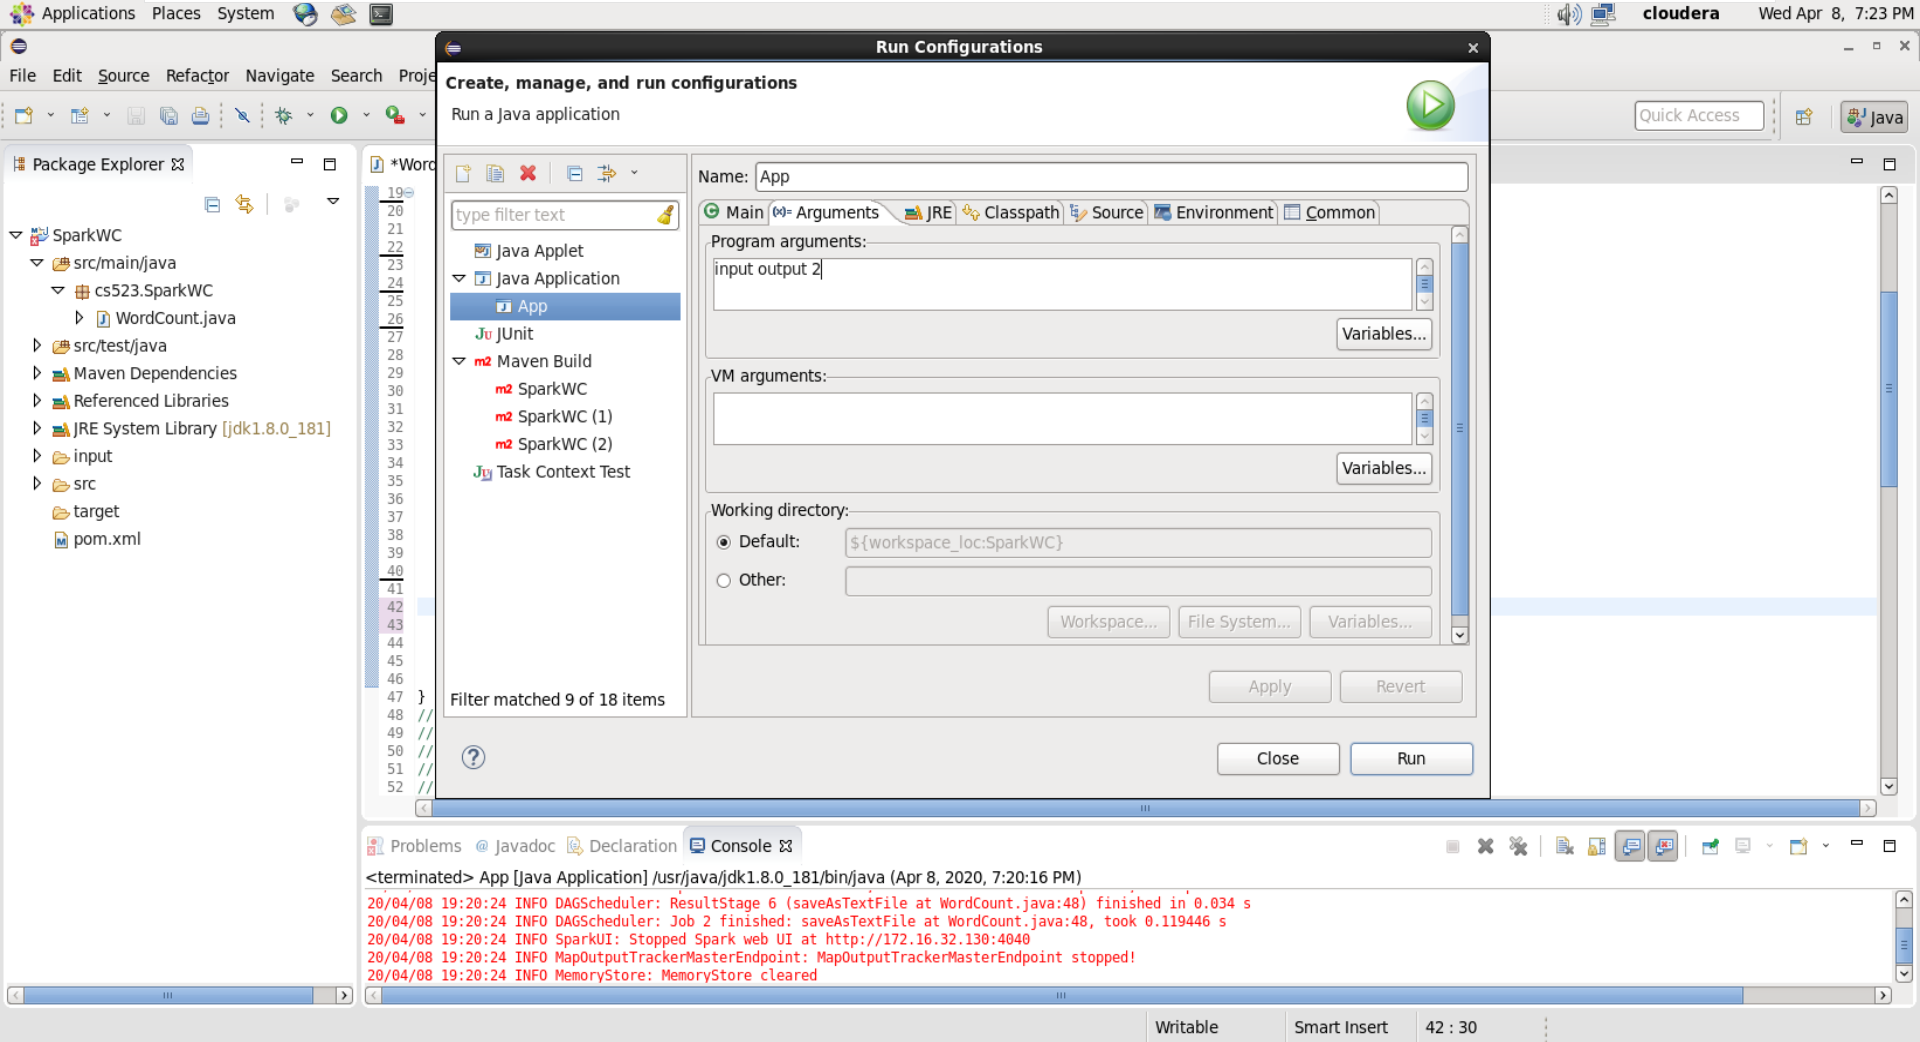 Applications Places System
cloudera Wed Apr 8, 7:23 PM
Run Configurations
File Edit Source Refactor Navigate Search Proje
Create, manage, and run configurations
Run a Java application
Quick Access
Java
Package Explorer
*Word
Name: App
type filter text
Main (x)= Arguments JRE Classpath Source Environment Common
SparkWC
src/main/java
cs523.SparkWC
WordCount.java
src/test/java
Maven Dependencies
Referenced Libraries
JRE System Library [jdk1.8.0_181]
input
src
target
pom.xml
19
20
21
22
23
24
25
26
27
28
29
30
31
32
33
34
35
36
37
38
39
40
41
42
43
44
45
46
47 }
48 //
49 //
50 //
51 //
52 //
Java Applet
Java Application
App
JU JUnit
m2 Maven Build
m2 SparkWC
m2 SparkWC (1)
m2 SparkWC (2)
Task Context Test
Filter matched 9 of 18 items
Program arguments:
input output 2
Variables...
VM arguments:
Variables...
Working directory:
Default: ${workspace_loc:SparkWC}
Other:
Workspace... File System... Variables...
Apply Revert
Close Run
Problems @ Javadoc Declaration Console
<terminated> App [Java Application] /usr/java/jdk1.8.0_181/bin/java (Apr 8, 2020, 7:20:16 PM)
20/04/08 19:20:24 INFO DAGScheduler: ResultStage 6 (saveAsTextFile at WordCount.java:48) finished in 0.034 s
20/04/08 19:20:24 INFO DAGScheduler: Job 2 finished: saveAsTextFile at WordCount.java:48, took 0.119446 s
20/04/08 19:20:24 INFO SparkUI: Stopped Spark web UI at http://172.16.32.130:4040
20/04/08 19:20:24 INFO MapOutputTrackerMasterEndpoint: MapOutputTrackerMasterEndpoint stopped!
20/04/08 19:20:24 INFO MemoryStore: MemoryStore cleared
Writable Smart Insert 42 : 30